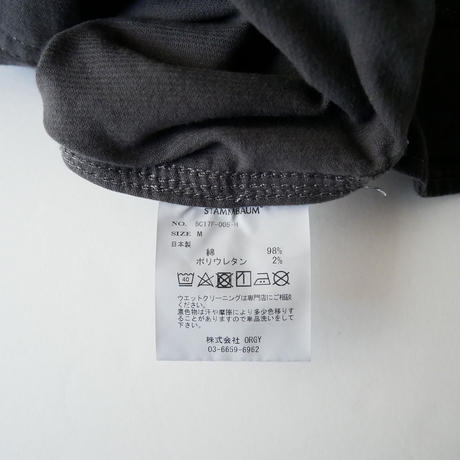 STAMMBAUM
NO. SC17F-005-H
SIZE M
日本製
綿 98%
ポリウレタン 2%
40
ウエットクリーニングは専門店にご相談
ください。
濃色物は汗や摩擦により多少色移りす
ることがありますので単品洗いをして
下さい。
株式会社 ORGY
03-6659-6962